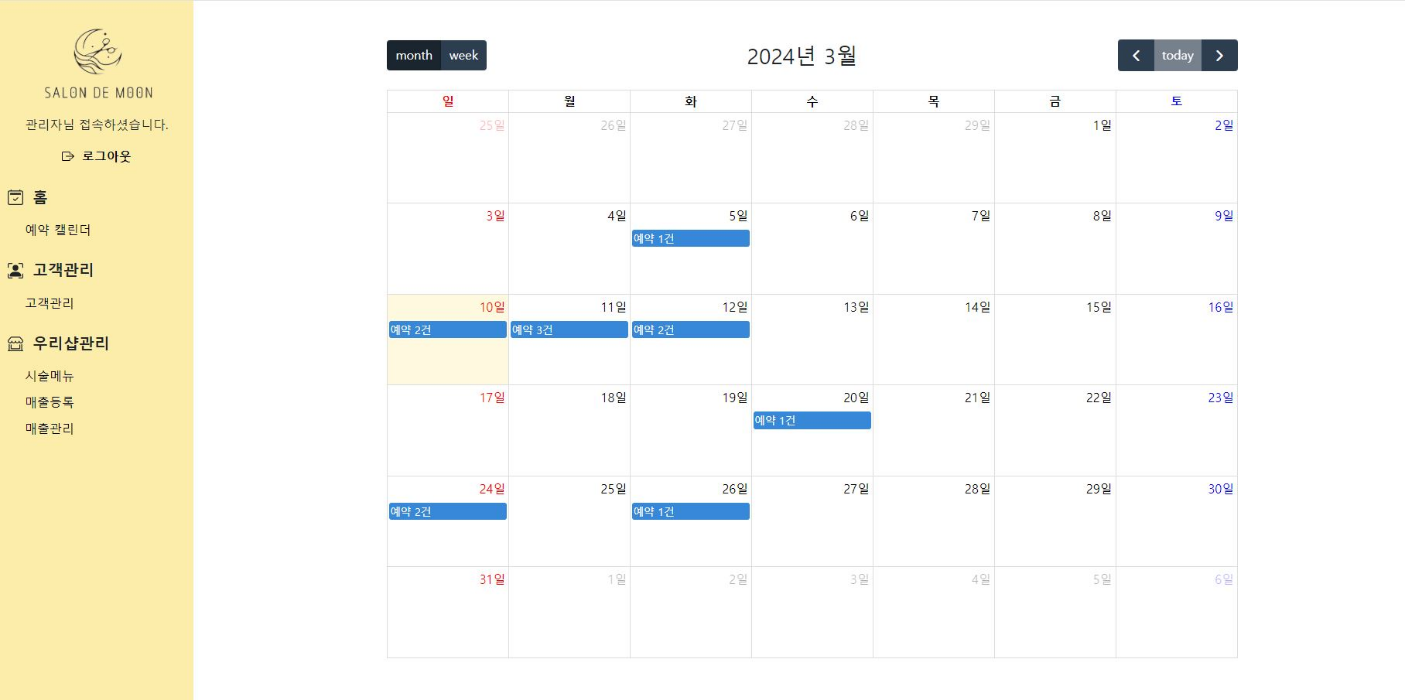 SALON DE MOON
관리자님 접속하셨습니다.
로그아웃
홈
예약 캘린더
고객관리
고객관리
우리샵관리
시술메뉴
매출등록
매출관리
month week
2024년 3월
today
일 월 화 수 목 금 토
25일 26일 27일 28일 29일 1일 2일
3일 4일 5일 6일 7일 8일 9일
예약 1건
10일 11일 12일 13일 14일 15일 16일
예약 2건 예약 3건 예약 2건
17일 18일 19일 20일 21일 22일 23일
예약 1건
24일 25일 26일 27일 28일 29일 30일
예약 2건 예약 1건
31일 1일 2일 3일 4일 5일 6일